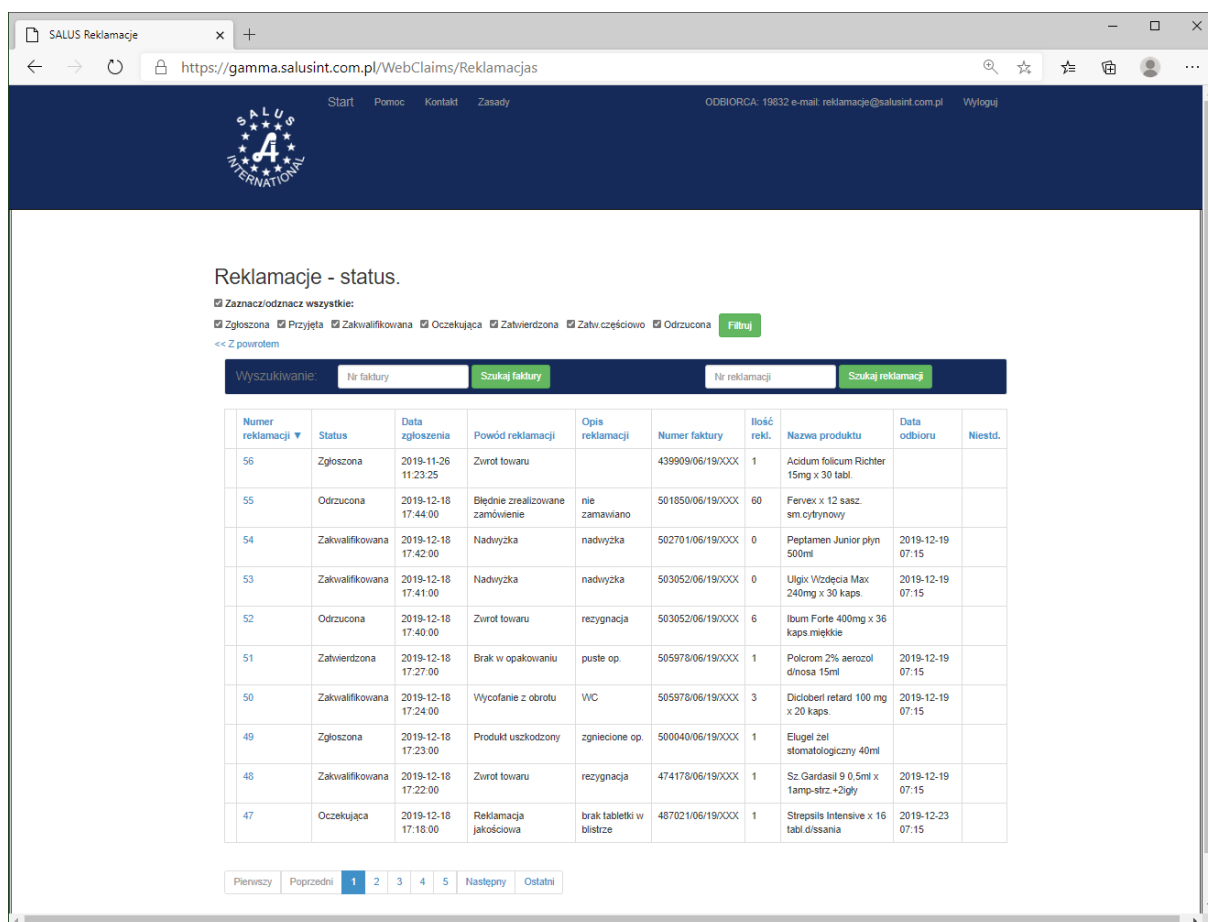 SALUS Reklamacje
https://gamma.salusint.com.pl/WebClaims/Reklamacjas
Start Pomoc Kontakt Zasady ODBIORCA: 19832 e-mail: reklamacje@salusint.com.pl Wyloguj
SALUS
INTERNATIONAL
Reklamacje - status.
Zaznacz/odznacz wszystkie:
Zgłoszona Przyjęta Zakwalifikowana Oczekująca Zatwierdzona Zatw.częściowo Odrzucona Filtruj
<< Z powrotem
Wyszukiwanie: Nr faktury Szukaj faktury Nr reklamacji Szukaj reklamacji
Numer Data Opis Ilość Data
reklamacji ▼ Status zgłoszenia Powód reklamacji reklamacji Numer faktury rekl. Nazwa produktu odbioru Niestd.
56 Zgłoszona 2019-11-26 Zwrot towaru 439909/06/19/XXX 1 Acidum folicum Richter
11:23:25 15mg x 30 tabl.
55 Odrzucona 2019-12-18 Błędnie zrealizowane nie 501850/06/19/XXX 60 Fervex x 12 sasz.
17:44:00 zamówienie zamawiano sm.cytrynowy
54 Zakwalifikowana 2019-12-18 Nadwyżka nadwyżka 502701/06/19/XXX 0 Peptamen Junior płyn 2019-12-19
17:42:00 500ml 07:15
53 Zakwalifikowana 2019-12-18 Nadwyżka nadwyżka 503052/06/19/XXX 0 Ulgix Wzdęcia Max 2019-12-19
17:41:00 240mg x 30 kaps. 07:15
52 Odrzucona 2019-12-18 Zwrot towaru rezygnacja 503052/06/19/XXX 6 Ibum Forte 400mg x 36
17:40:00 kaps.miękkie
51 Zatwierdzona 2019-12-18 Brak w opakowaniu puste op. 505978/06/19/XXX 1 Polcrom 2% aerozol 2019-12-19
17:27:00 d/nosa 15ml 07:15
50 Zakwalifikowana 2019-12-18 Wycofanie z obrotu WC 505978/06/19/XXX 3 Dicloberl retard 100 mg 2019-12-19
17:24:00 x 20 kaps. 07:15
49 Zgłoszona 2019-12-18 Produkt uszkodzony zgniecione op. 500040/06/19/XXX 1 Elugel żel
17:23:00 stomatologiczny 40ml
48 Zakwalifikowana 2019-12-18 Zwrot towaru rezygnacja 474178/06/19/XXX 1 Sz.Gardasil 9 0,5ml x 2019-12-19
17:22:00 1amp-strz.+2igły 07:15
47 Oczekująca 2019-12-18 Reklamacja brak tabletki w 487021/06/19/XXX 1 Strepsils Intensive x 16 2019-12-23
17:18:00 jakościowa blistrze tabl.d/ssania 07:15
Pierwszy Poprzedni 1 2 3 4 5 Następny Ostatni